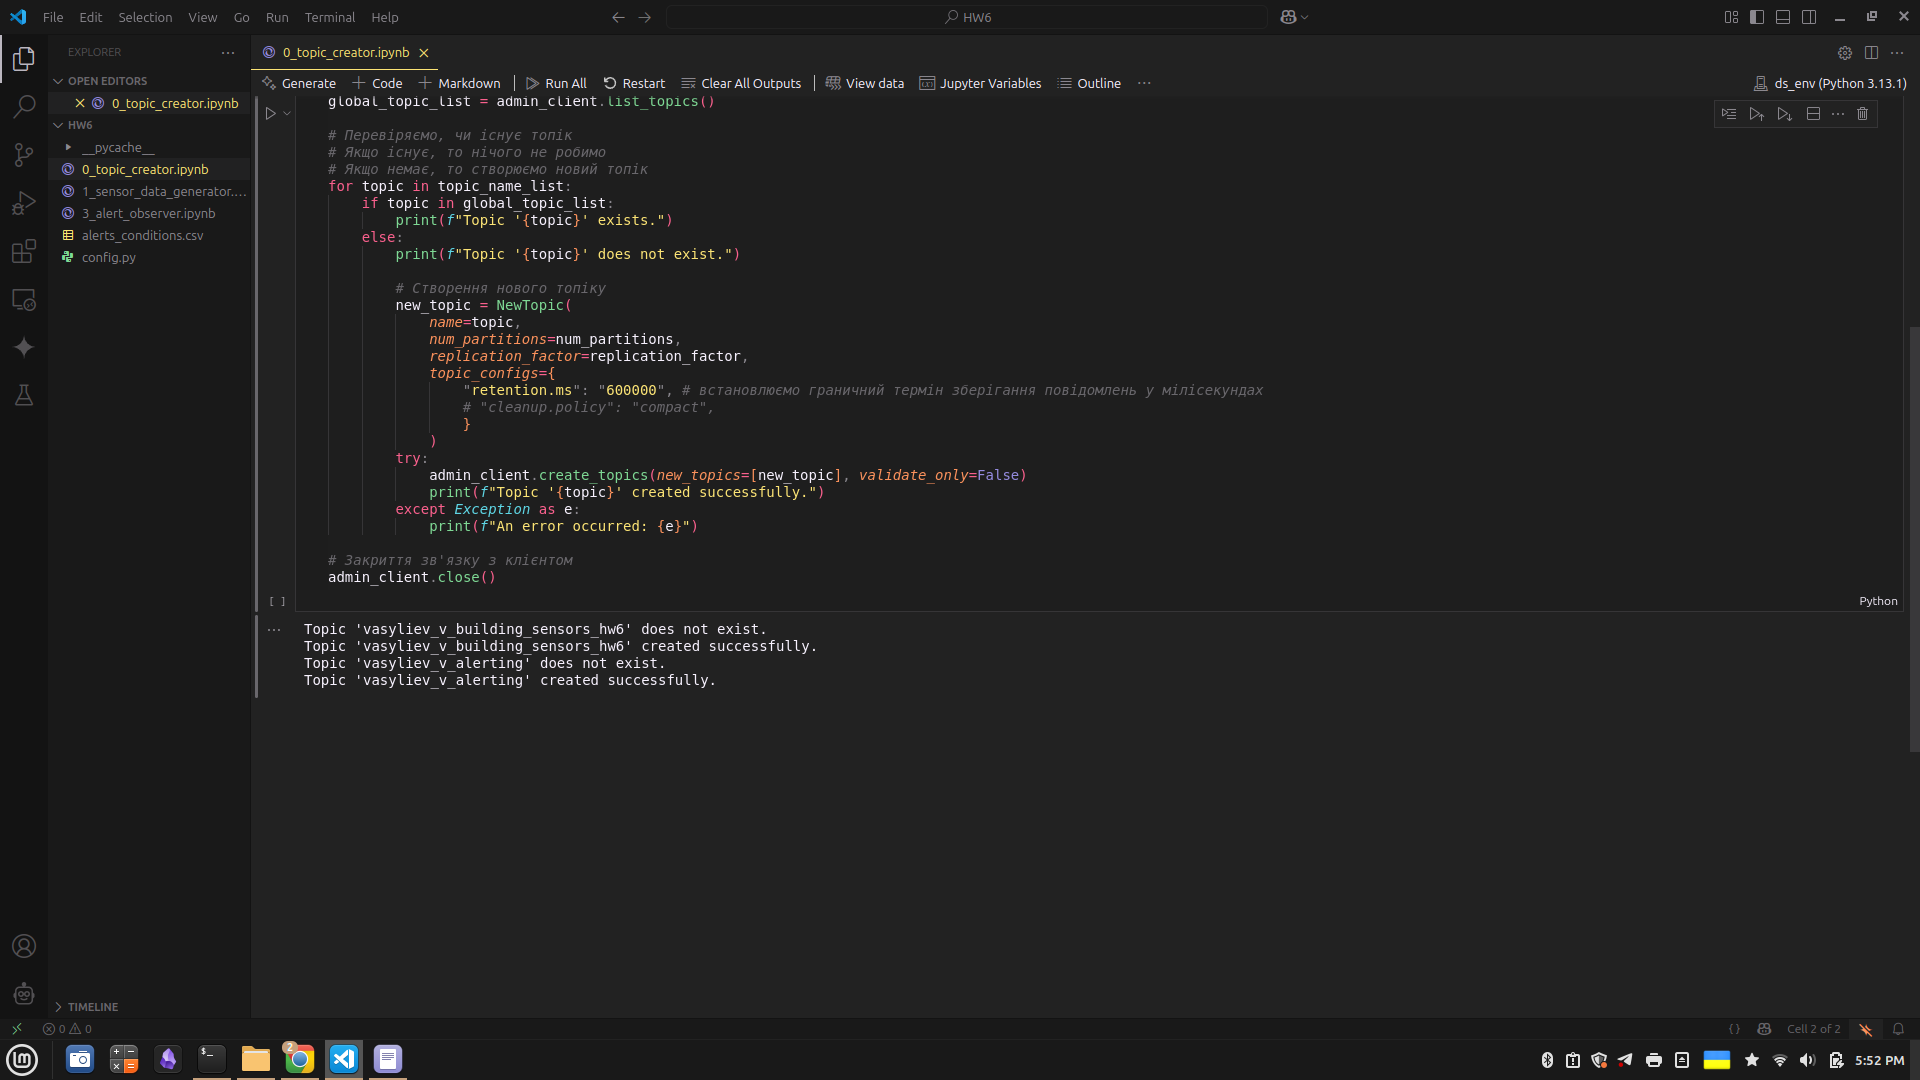 File Edit Selection View Go Run Terminal Help
HW6
EXPLORER
OPEN EDITORS
0_topic_creator.ipynb
HW6
__pycache__
0_topic_creator.ipynb
1_sensor_data_generator....
3_alert_observer.ipynb
alerts_conditions.csv
config.py
TIMELINE
0_topic_creator.ipynb
Generate Code Markdown Run All Restart Clear All Outputs View data Jupyter Variables Outline
ds_env (Python 3.13.1)
global_topic_list = admin_client.list_topics()
# Перевіряємо, чи існує топік
# Якщо існує, то нічого не робимо
# Якщо немає, то створюємо новий топік
for topic in topic_name_list:
if topic in global_topic_list:
print(f"Topic '{topic}' exists.")
else:
print(f"Topic '{topic}' does not exist.")
# Створення нового топіку
new_topic = NewTopic(
name=topic,
num_partitions=num_partitions,
replication_factor=replication_factor,
topic_configs={
"retention.ms": "600000", # встановлюємо граничний термін зберігання повідомлень у мілісекундах
# "cleanup.policy": "compact",
}
)
try:
admin_client.create_topics(new_topics=[new_topic], validate_only=False)
print(f"Topic '{topic}' created successfully.")
except Exception as e:
print(f"An error occurred: {e}")
# Закриття зв'язку з клієнтом
admin_client.close()
[ ]
Python
Topic 'vasyliev_v_building_sensors_hw6' does not exist.
Topic 'vasyliev_v_building_sensors_hw6' created successfully.
Topic 'vasyliev_v_alerting' does not exist.
Topic 'vasyliev_v_alerting' created successfully.
0 0
Cell 2 of 2
2
5:52 PM